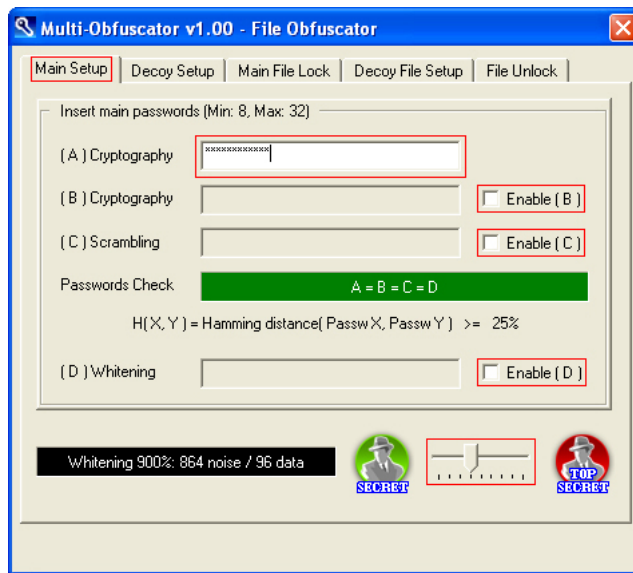 Multi-Obfuscator v1.00 - File Obfuscator
Main Setup Decoy Setup Main File Lock Decoy File Setup File Unlock
Insert main passwords (Min: 8, Max: 32)
(A) Cryptography ************
(B) Cryptography Enable (B)
(C) Scrambling Enable (C)
Passwords Check A = B = C = D
H(X, Y) = Hamming distance( Passw X, Passw Y ) >= 25%
(D) Whitening Enable (D)
Whitening 900%: 864 noise / 96 data
SECRET
TOP
SECRET